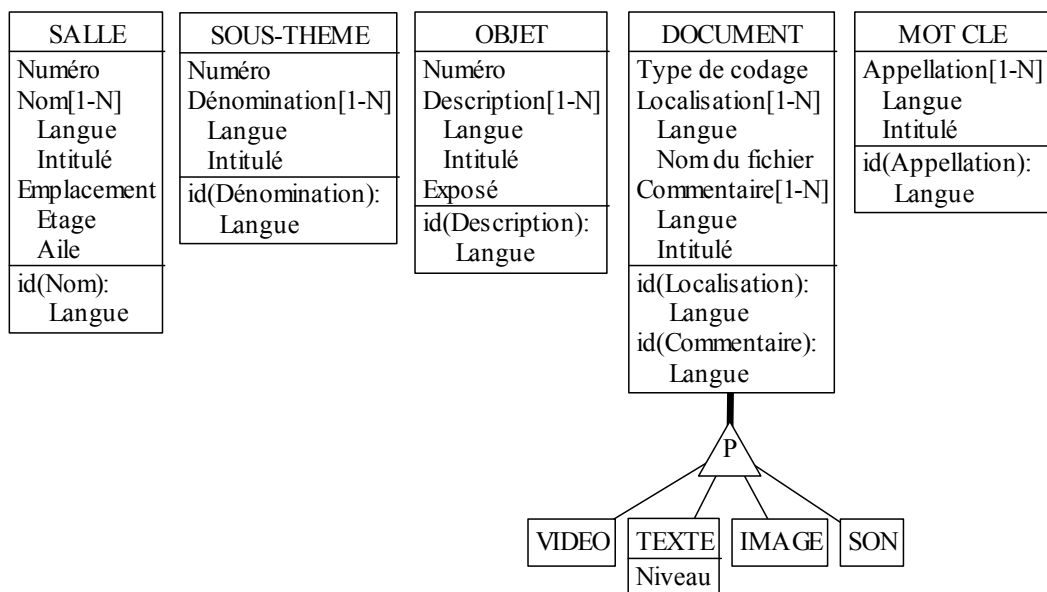 SALLE
Numéro
Nom[1-N]
Langue
Intitulé
Emplacement
Etage
Aile
id(Nom):
Langue
SOUS-THEME
Numéro
Dénomination[1-N]
Langue
Intitulé
id(Dénomination):
Langue
OBJET
Numéro
Description[1-N]
Langue
Intitulé
Exposé
id(Description):
Langue
DOCUMENT
Type de codage
Localisation[1-N]
Langue
Nom du fichier
Commentaire[1-N]
Langue
Intitulé
id(Localisation):
Langue
id(Commentaire):
Langue
MOT CLE
Appellation[1-N]
Langue
Intitulé
id(Appellation):
Langue
P
VIDEO
TEXTE
Niveau
IMAGE
SON